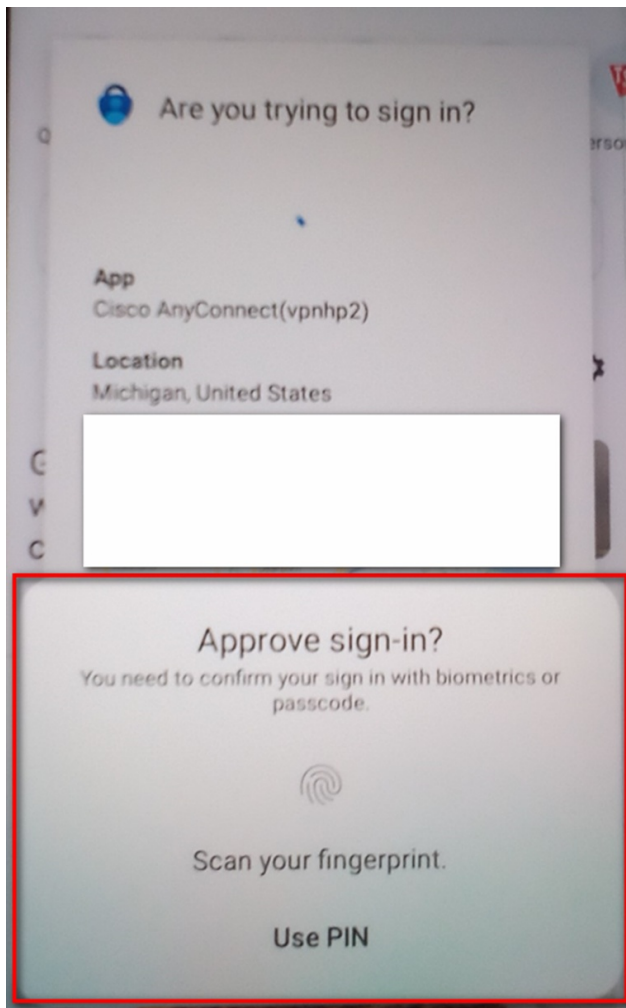 Are you trying to sign in?
App
Cisco AnyConnect(vpnhp2)
Location
Michigan, United States
Approve sign-in?
You need to confirm your sign in with biometrics or
passcode.
Scan your fingerprint.
Use PIN